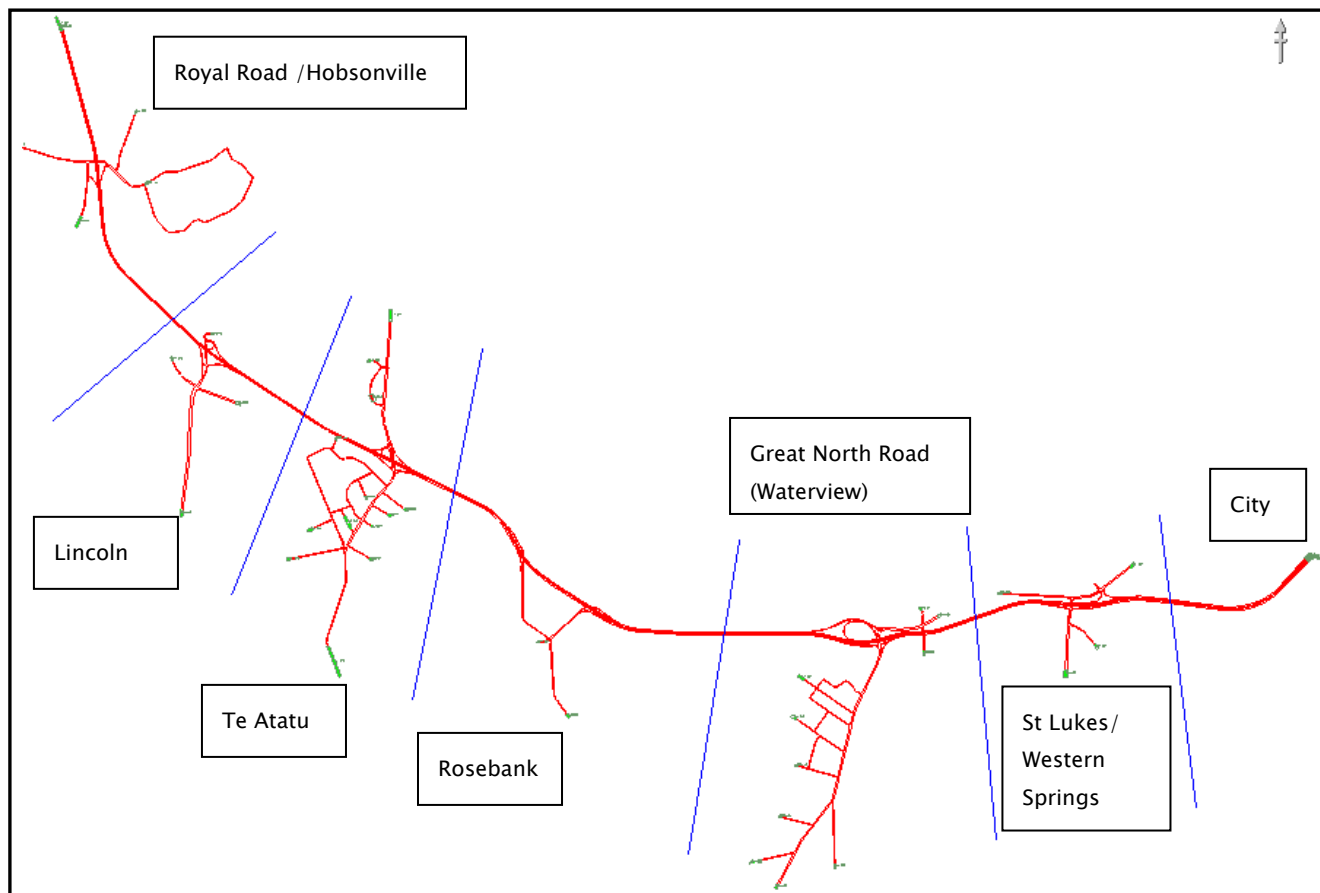 Royal Road /Hobsonville
Great North Road
(Waterview)
City
Lincoln
Te Atatu
Rosebank
St Lukes/
Western
Springs